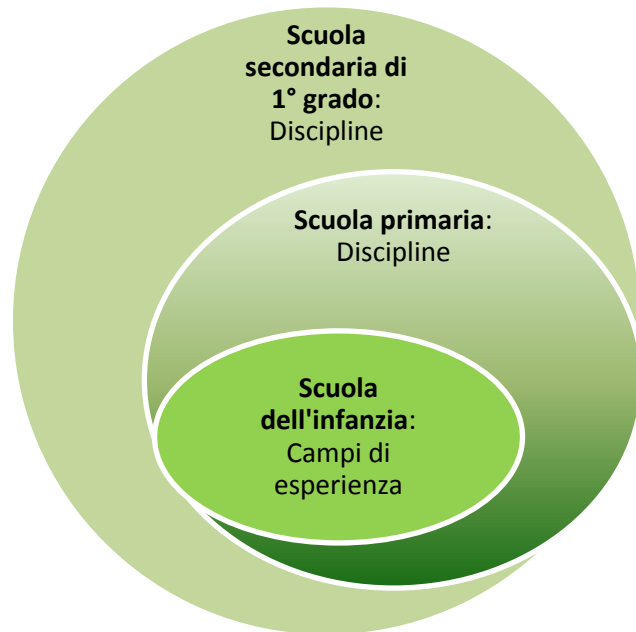 Scuola
secondaria di
1° grado:
Discipline
Scuola primaria:
Discipline
Scuola
dell'infanzia:
Campi di
esperienza